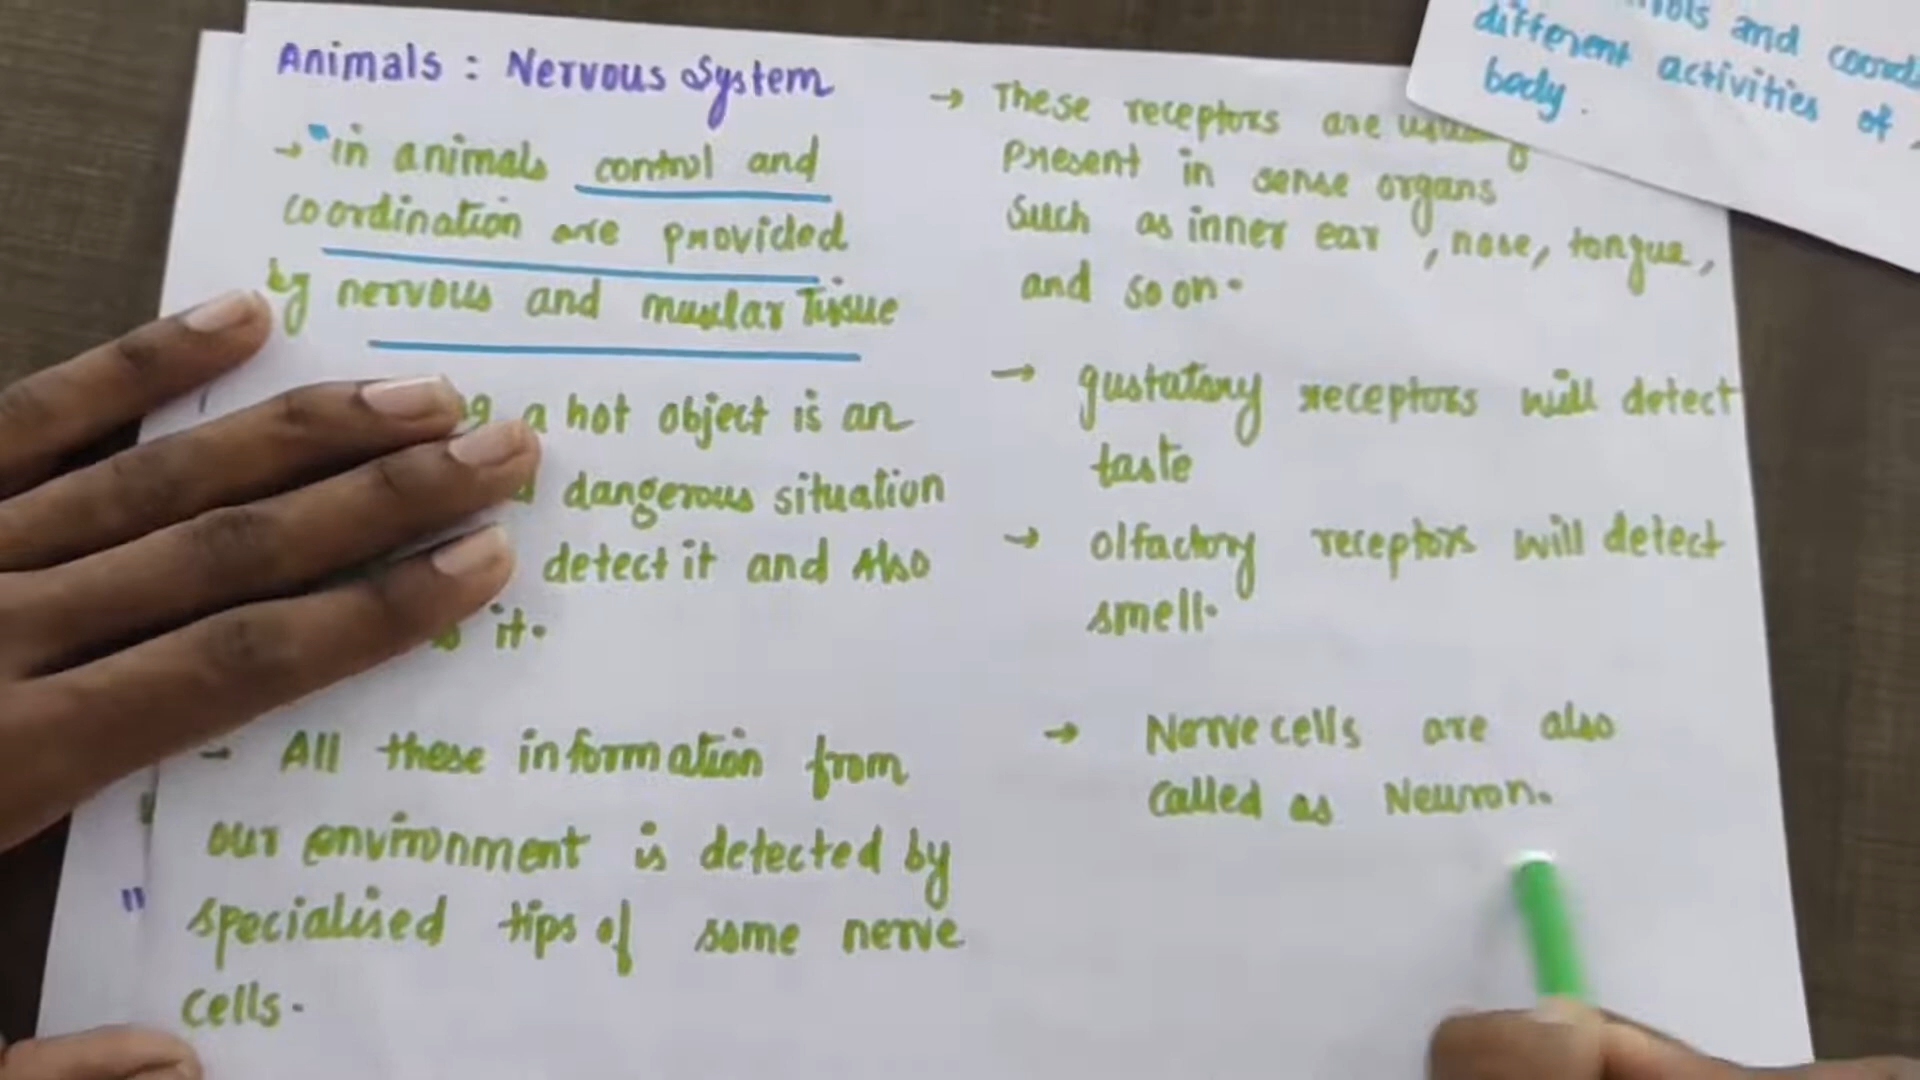 Animals : Nervous System
→ in animals control and
coordination are provided
by nervous and muslar Tissue
a hot object is an
dangerous situation
detect it and also
it.
- All these information from
our environment is detected by
specialised tips of some nerve
cells.
→ These receptors are
present in sense organs
such as inner ear, nose, tongue,
and so on.
→ gustatory receptors will detect
taste
→ olfactory receptors will detect
smell.
→ Nerve cells are also
called as Neuron.
and
different activities of
body.